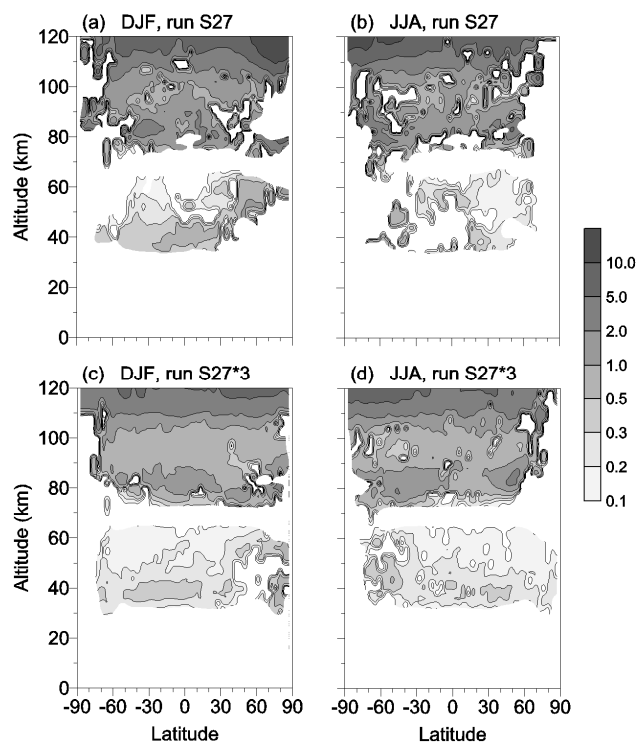 (a) DJF, run S27
(b) JJA, run S27
120
100
80
60
40
20
0
Altitude (km)
(c) DJF, run S27*3
(d) JJA, run S27*3
120
100
80
60
40
20
0
Altitude (km)
-90 -60 -30 0 30 60 90
-90 -60 -30 0 30 60 90
Latitude
Latitude
10.0
5.0
2.0
1.0
0.5
0.3
0.2
0.1